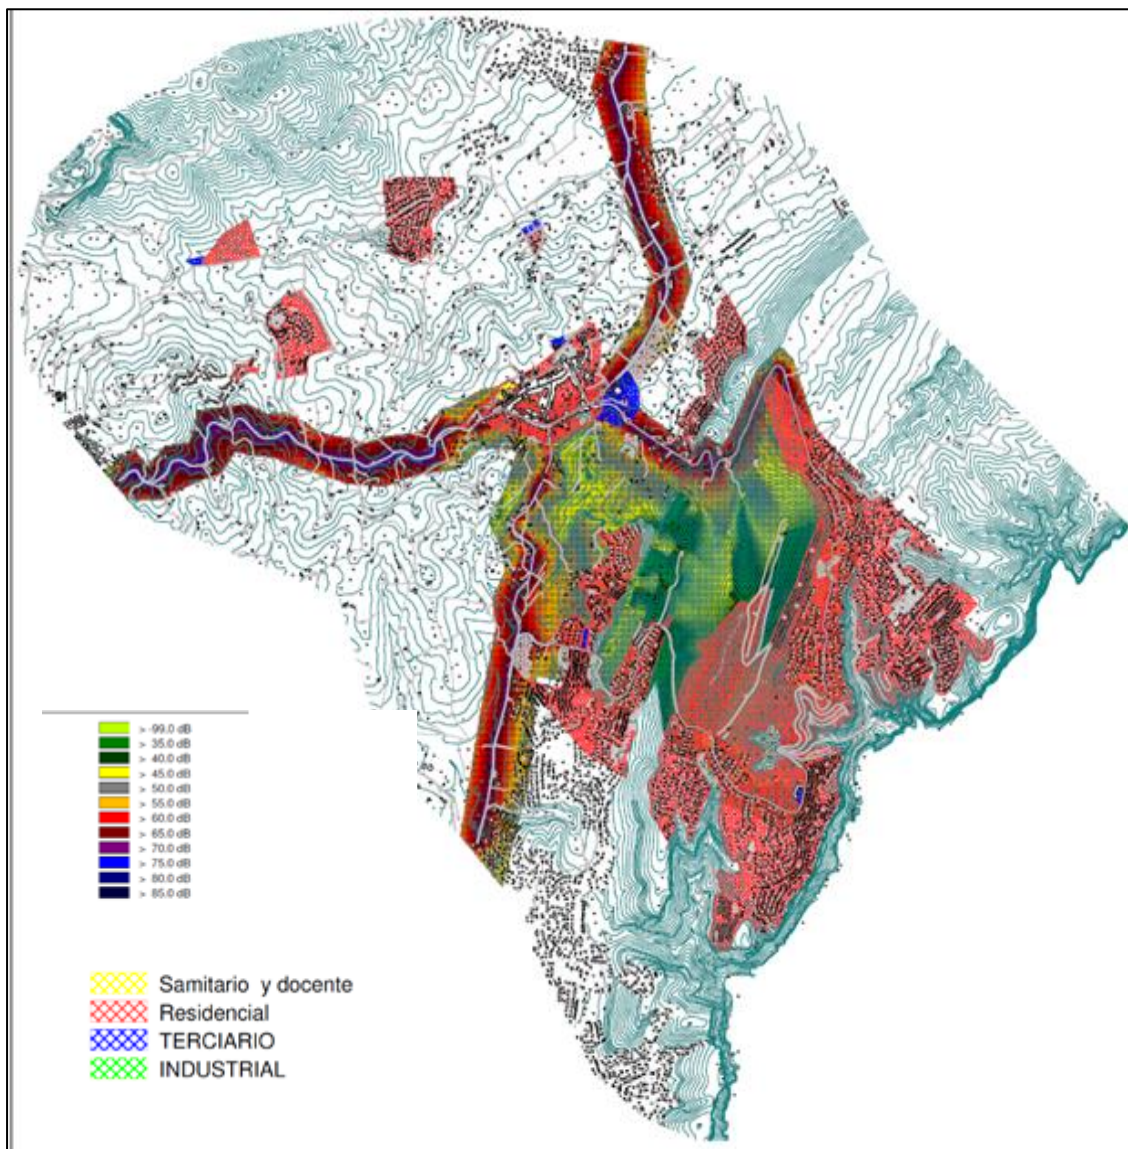 > -99.0 dB
> 35.0 dB
> 40.0 dB
> 45.0 dB
> 50.0 dB
> 55.0 dB
> 60.0 dB
> 65.0 dB
> 70.0 dB
> 75.0 dB
> 80.0 dB
> 85.0 dB
Sanitario y docente
Residencial
TERCIARIO
INDUSTRIAL